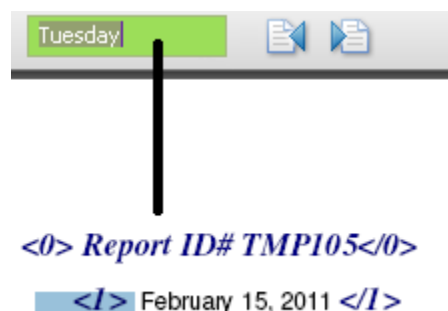 Tuesday
<0> Report ID# TMP105</0>
<1> February 15, 2011 </1>